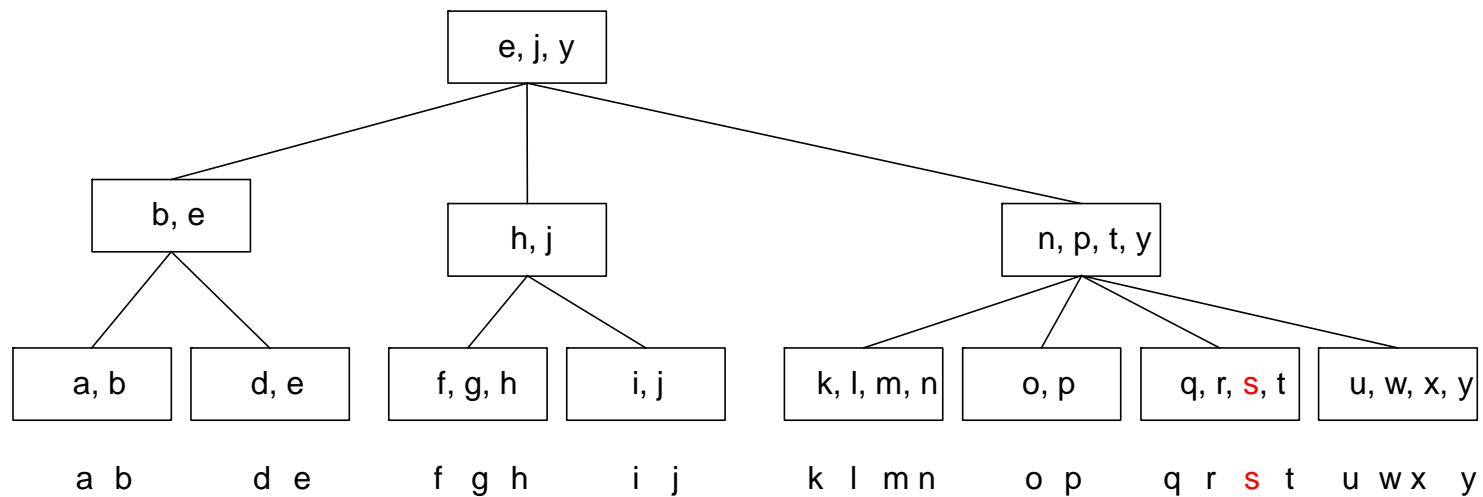 e, j, y
b, e
h, j
n, p, t, y
a, b
d, e
f, g, h
i, j
k, l, m, n
o, p
q, r, s, t
u, w, x, y
a b d e f g h i j k l m n o p q r s t u w x y